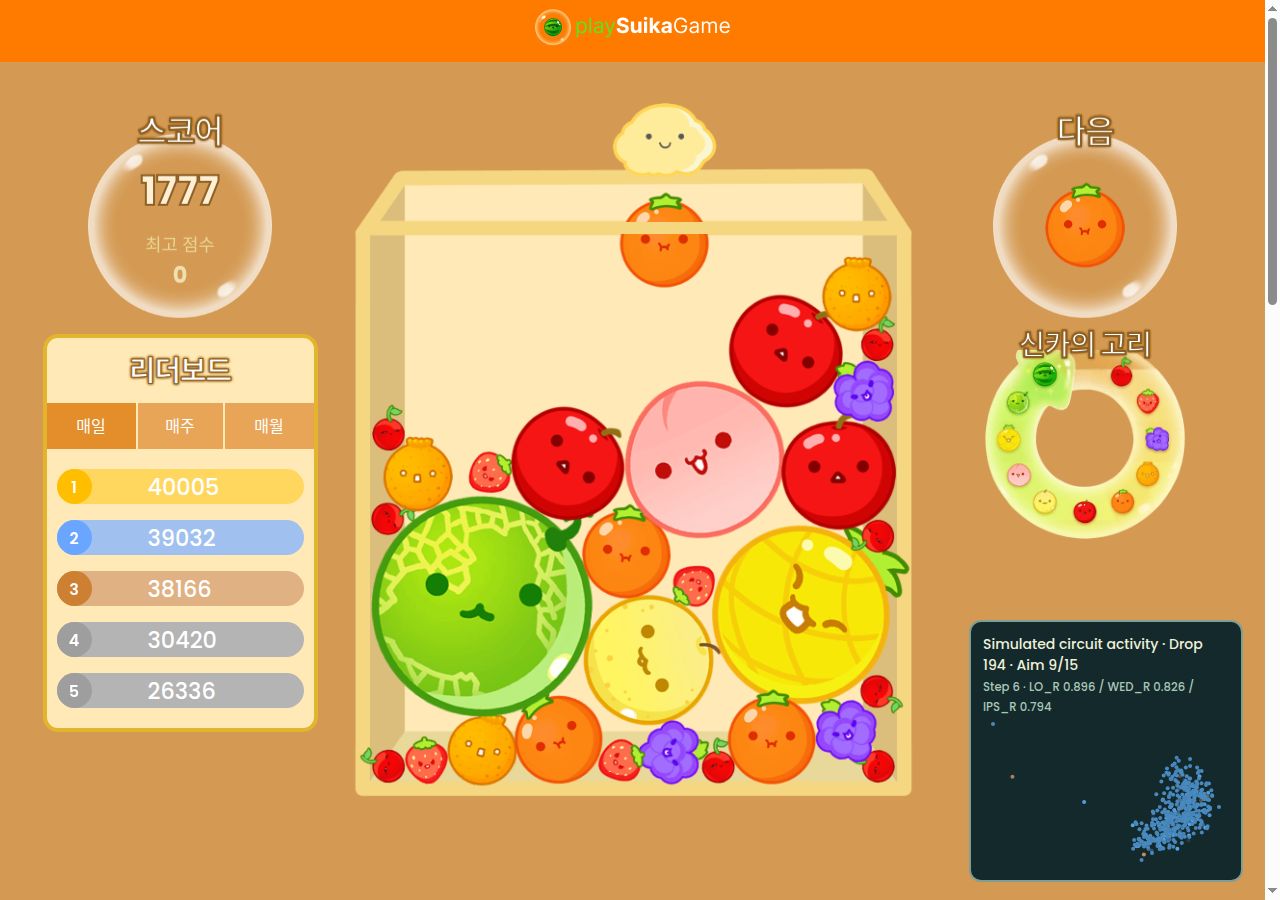 playSuikaGame
스코어
1777
최고 점수
0
다음
신카의 고리
리더보드
매일 매주 매월
1 40005
2 39032
3 38166
4 30420
5 26336
Simulated circuit activity · Drop
194 · Aim 9/15
Step 6 · LO_R 0.896 / WED_R 0.826 /
IPS_R 0.794